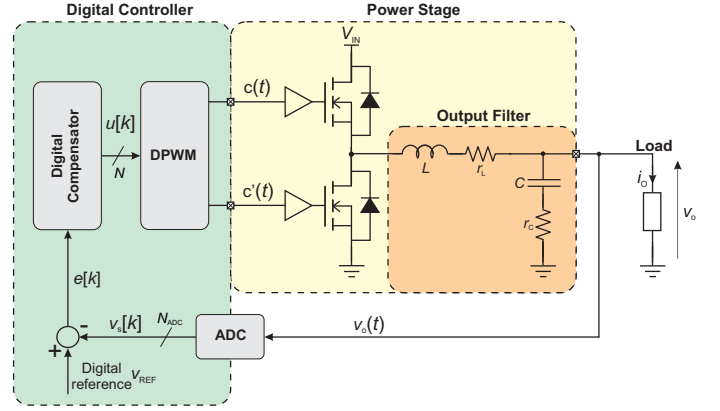 Digital Controller
Power Stage
V_IN
c(t)
Digital
Compensator
u[k]
N
DPWM
Output Filter
L
r_L
C
r_C
Load
i_O
v_o
c'(t)
e[k]
v_s[k]
N_ADC
ADC
v_o(t)
-
+
Digital
reference v_REF